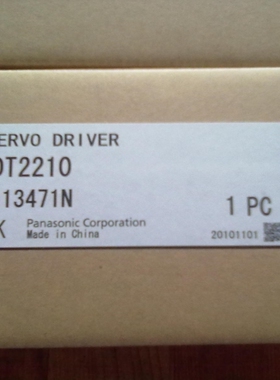 ERVO DRIVER
DT2210
13471N
1 PC
K
Panasonic Corporation
Made in China
20101101